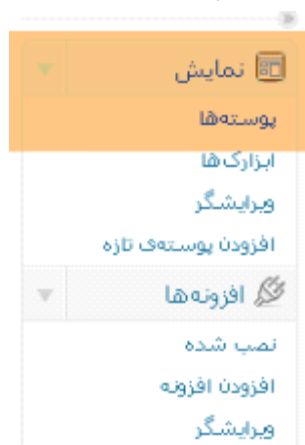 نمایش
پوسته‌ها
ابزارک‌ها
ویرایشگر
افزودن پوسته‌ی تازه
افزونه‌ها
نصب شده
افزودن افزونه
ویرایشگر